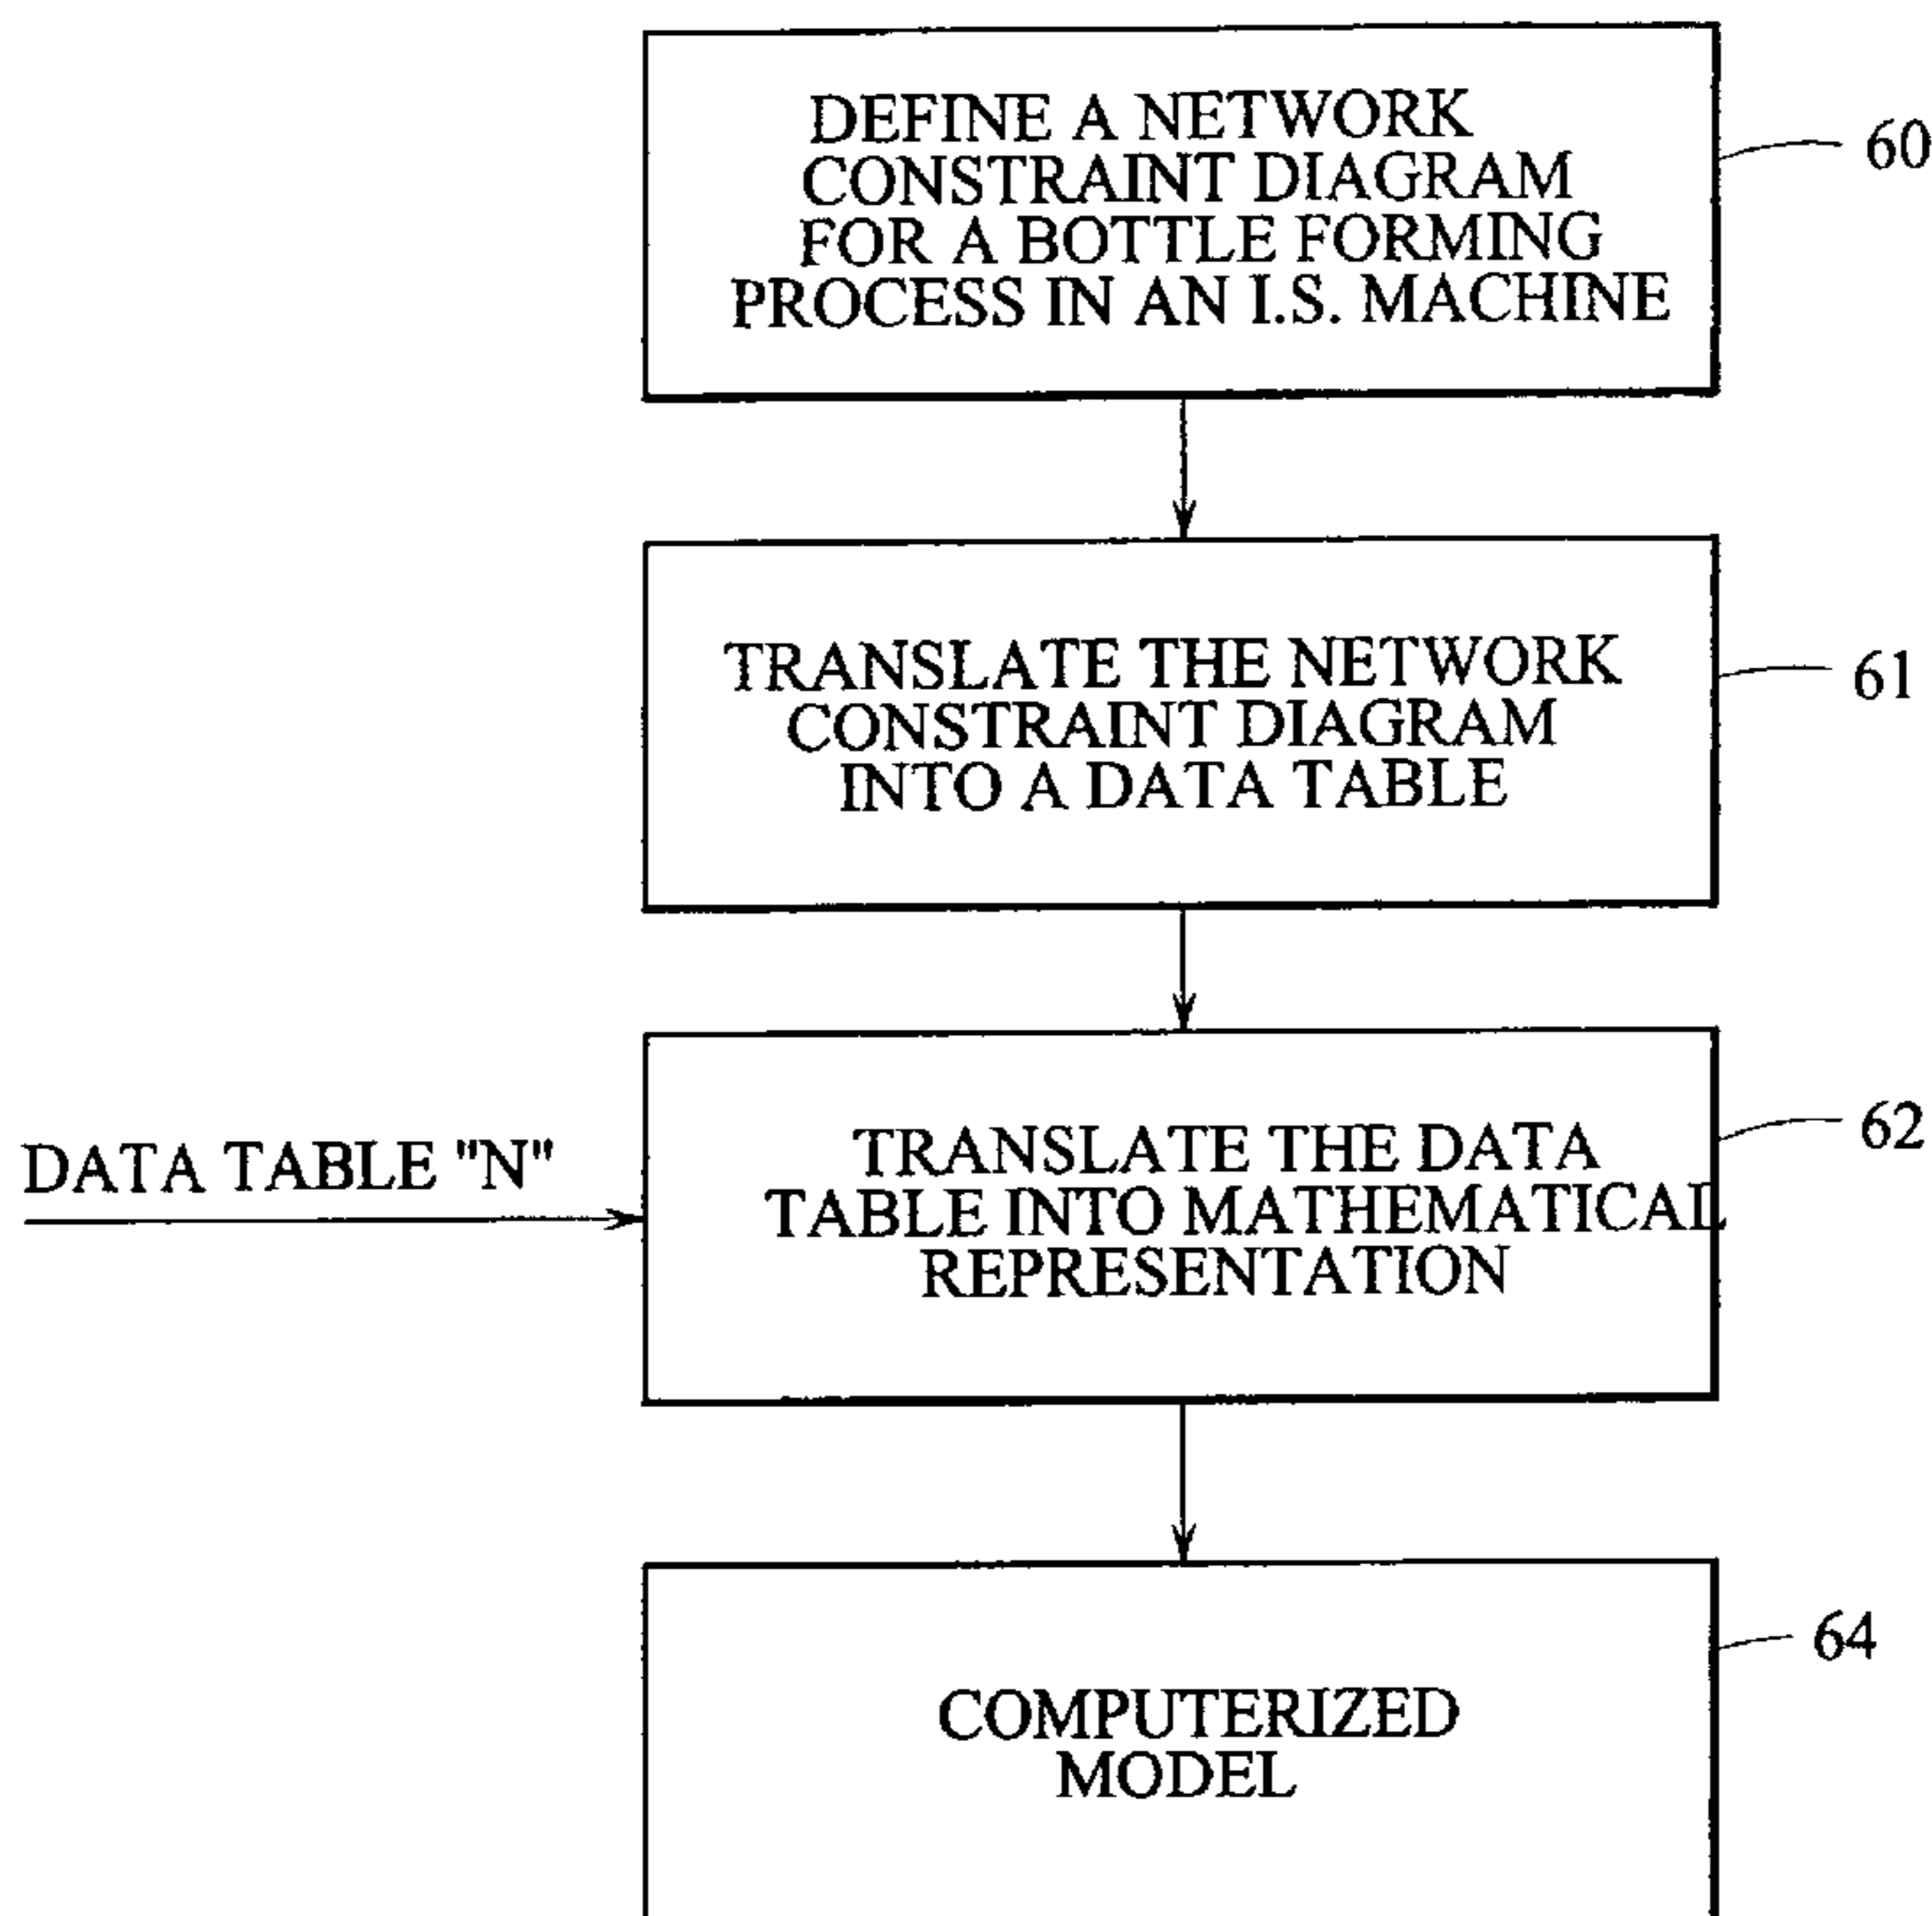 DEFINE A NETWORK
CONSTRAINT DIAGRAM
FOR A BOTTLE FORMING
PROCESS IN AN I.S. MACHINE
60
TRANSLATE THE NETWORK
CONSTRAINT DIAGRAM
INTO A DATA TABLE
61
DATA TABLE "N"
TRANSLATE THE DATA
TABLE INTO MATHEMATICAL
REPRESENTATION
62
COMPUTERIZED
MODEL
64